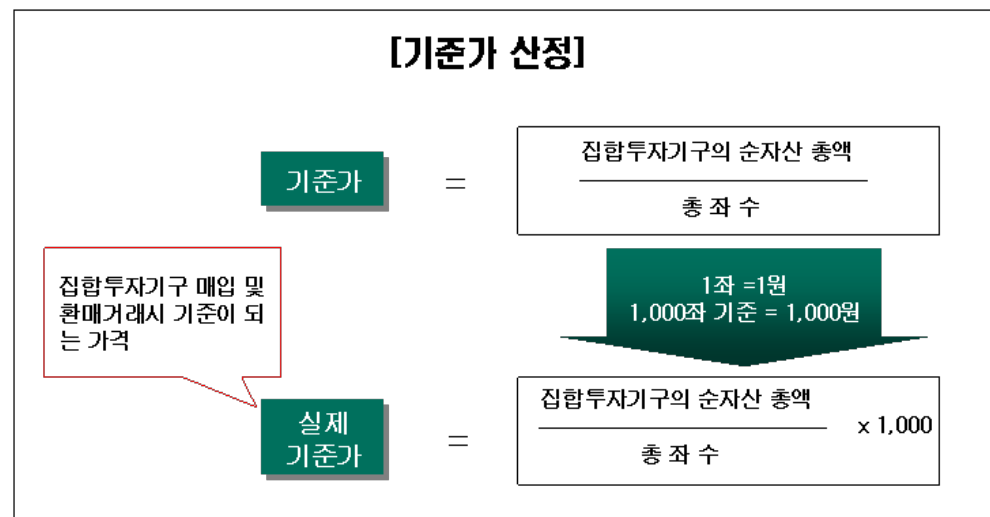 [기준가 산정]
기준가
=
집합투자기구의 순자산 총액
총 좌 수
집합투자기구 매입 및
환매거래시 기준이 되
는 가격
1좌 =1원
1,000좌 기준 = 1,000원
실제
기준가
=
집합투자기구의 순자산 총액
총 좌 수
x 1,000